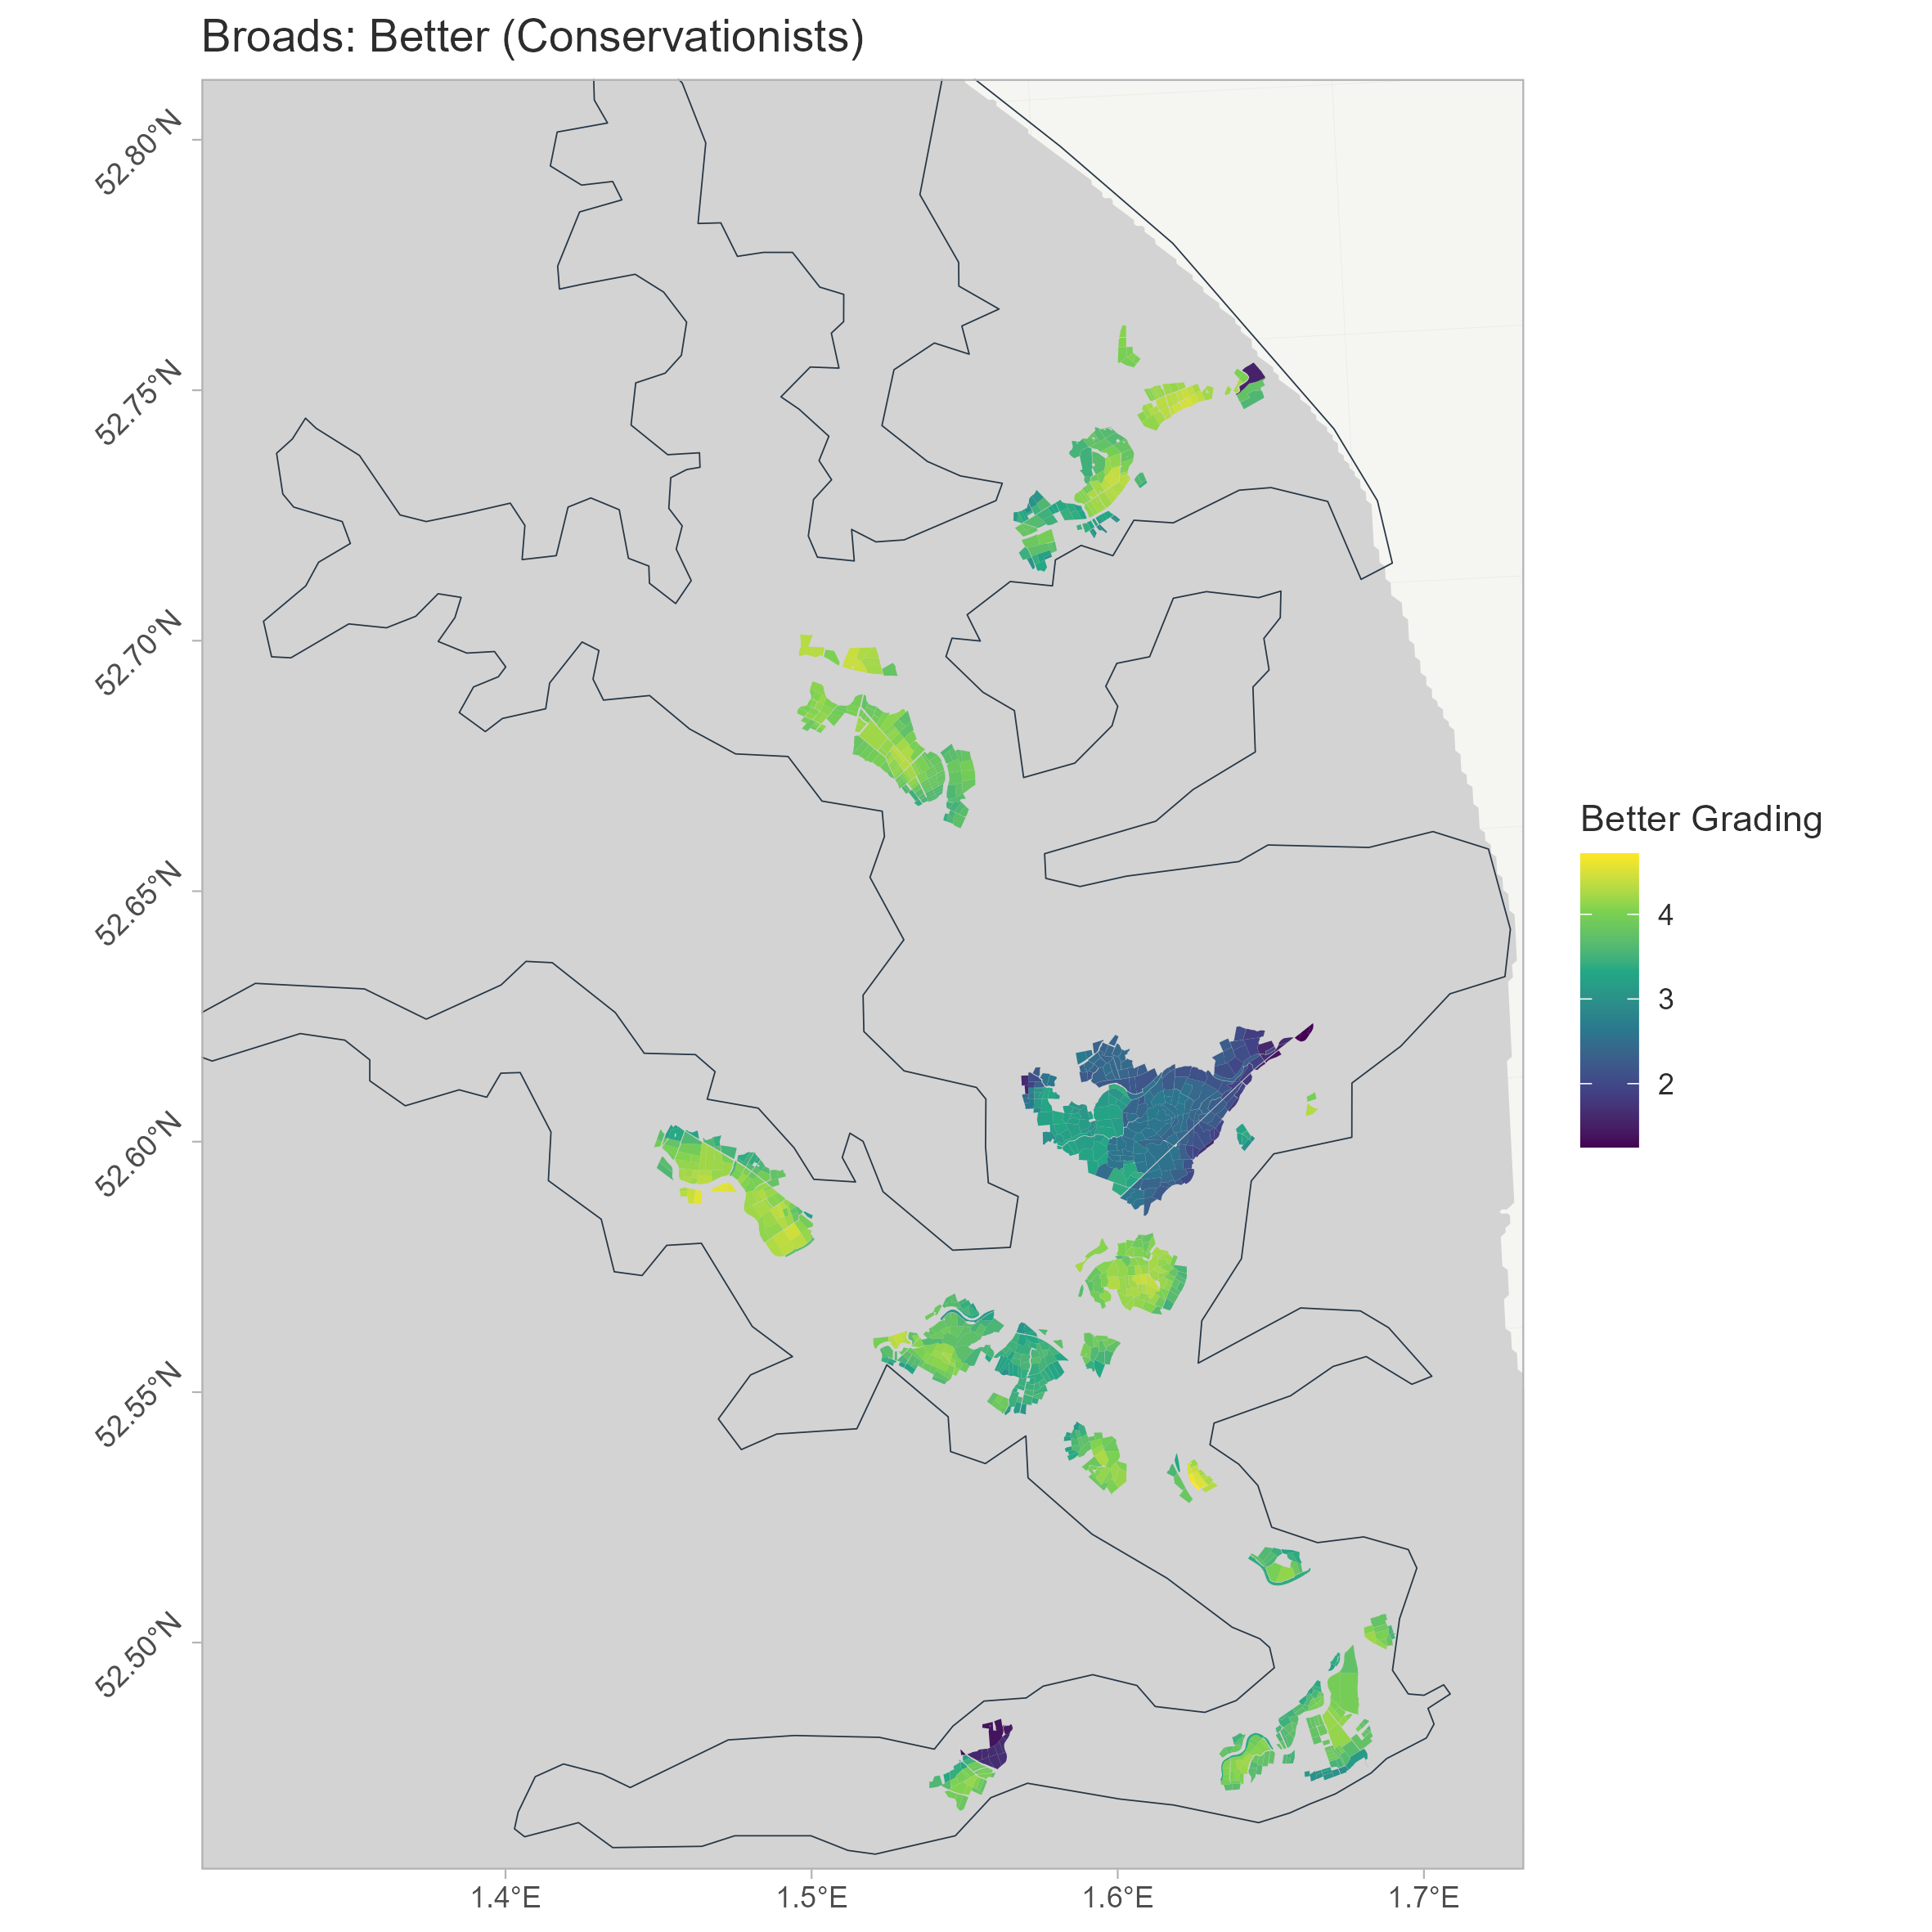 Broads: Better (Conservationists)
52.80°N
52.75°N
52.70°N
52.65°N
52.60°N
52.55°N
52.50°N
1.4°E
1.5°E
1.6°E
1.7°E
Better Grading
4
3
2